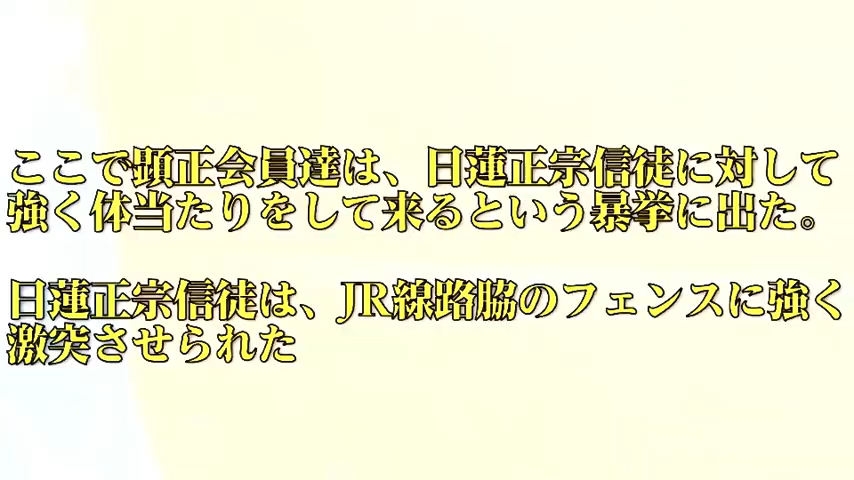 ここで顕正会員達は、日蓮正宗信徒に対して
強く体当たりをして来るという暴挙に出た。
日蓮正宗信徒は、JR線路脇のフェンスに強く
激突させられた